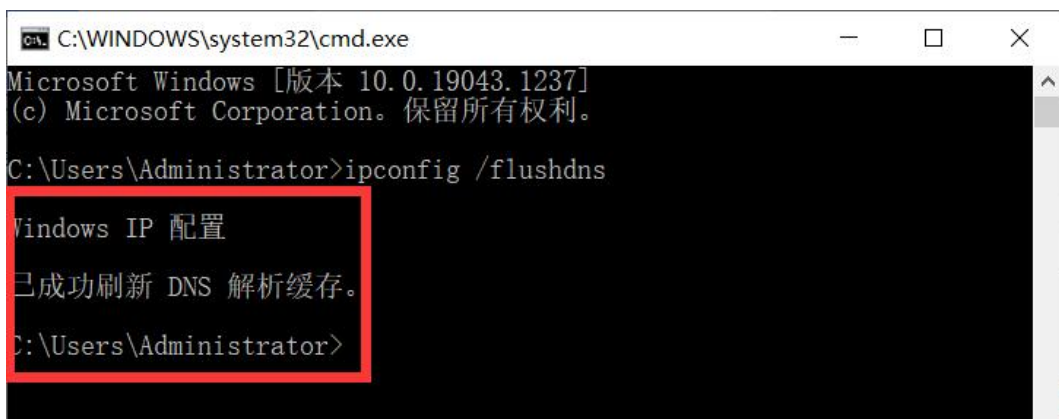 C:\WINDOWS\system32\cmd.exe
Microsoft Windows [版本 10.0.19043.1237]
(c) Microsoft Corporation。保留所有权利。
C:\Users\Administrator>ipconfig /flushdns
Windows IP 配置
已成功刷新 DNS 解析缓存。
C:\Users\Administrator>